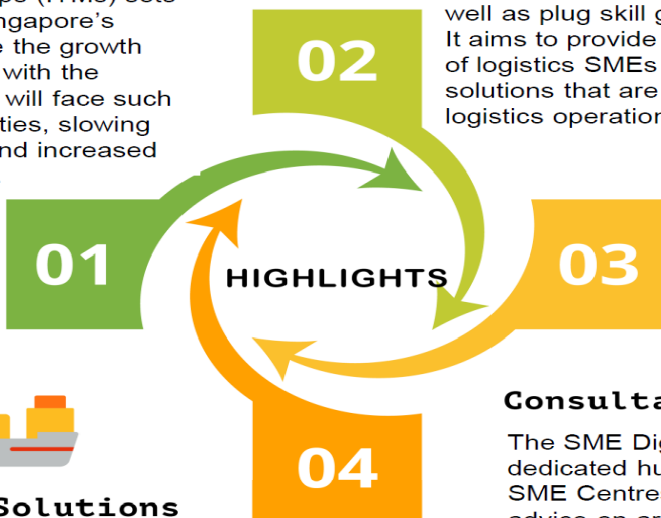 ngapore's
the growth
with the
will face such
ties, slowing
nd increased
well as plug skill
It aims to provide
of logistics SMEs
solutions that are
logistics operation
01
02
HIGHLIGHTS
03
04
Solutions
Consulta
The SME Dig
dedicated hu
SME Centre